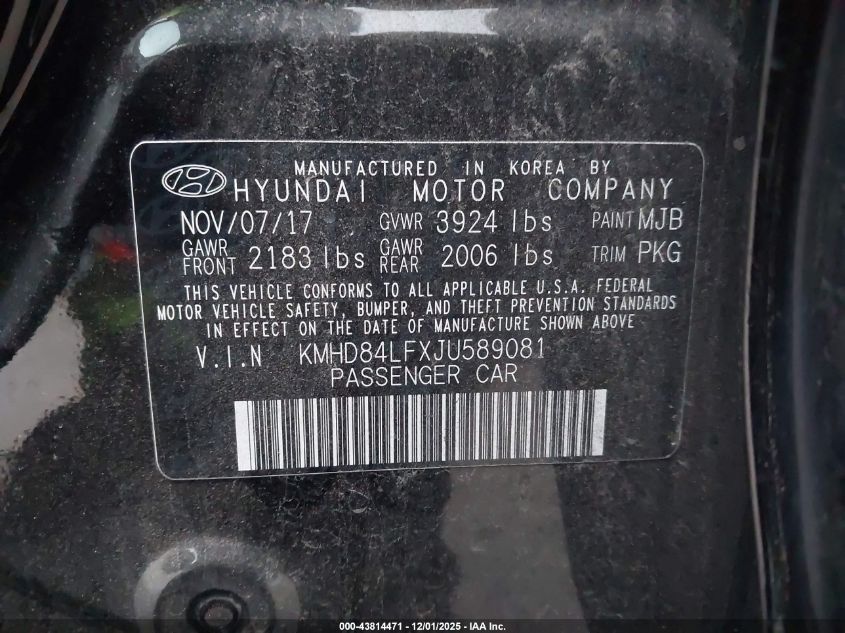 MANUFACTURED IN KOREA BY
HYUNDAI MOTOR COMPANY
NOV/07/17 GVWR 3924 lbs PAINT MJB
GAWR FRONT 2183 lbs GAWR REAR 2006 lbs TRIM PKG
THIS VEHICLE CONFORMS TO ALL APPLICABLE U.S.A. FEDERAL
MOTOR VEHICLE SAFETY, BUMPER, AND THEFT PREVENTION STANDARDS
IN EFFECT ON THE DATE OF MANUFACTURE SHOWN ABOVE
V.I.N KMHD84LFXJU589081
PASSENGER CAR
000-43814471 - 12/01/2025 - IAA Inc.